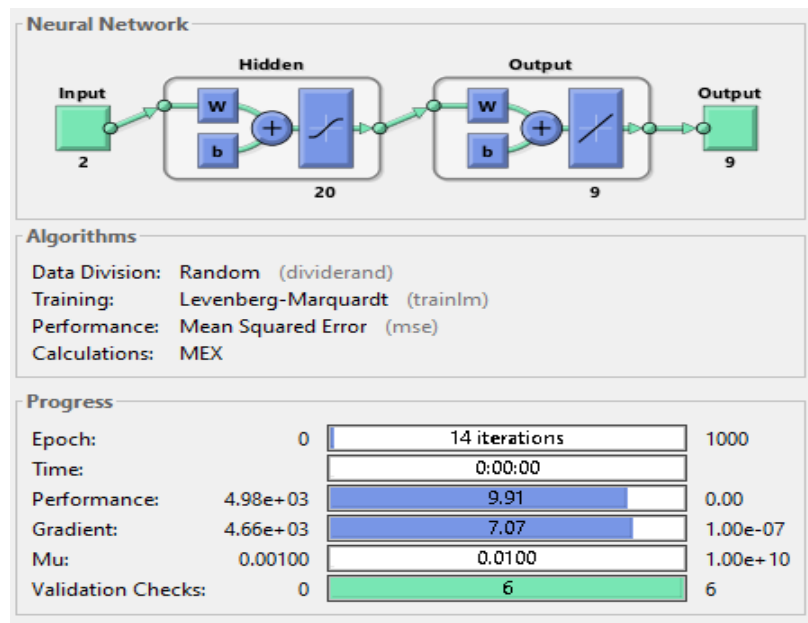 Neural Network
Hidden Output
Input Output
W W
+ +
b b
2 9
20 9
Algorithms
Data Division: Random (dividerand)
Training: Levenberg-Marquardt (trainlm)
Performance: Mean Squared Error (mse)
Calculations: MEX
Progress
Epoch: 0 14 iterations 1000
Time: 0:00:00
Performance: 4.98e+03 9.91 0.00
Gradient: 4.66e+03 7.07 1.00e-07
Mu: 0.00100 0.0100 1.00e+10
Validation Checks: 0 6 6